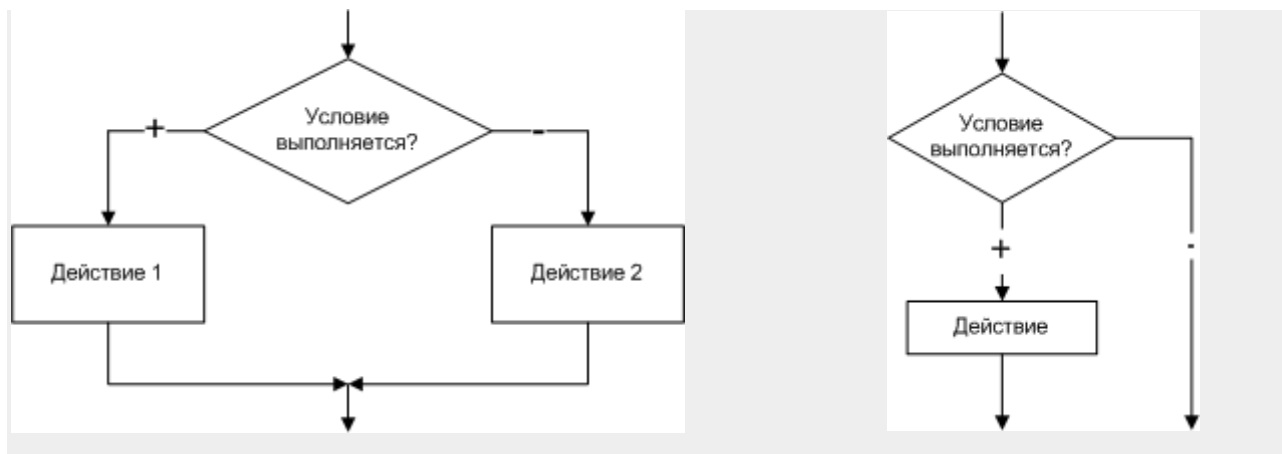 Условие
выполняется?
+
-
Действие 1
Действие 2
Условие
выполняется?
+
-
Действие